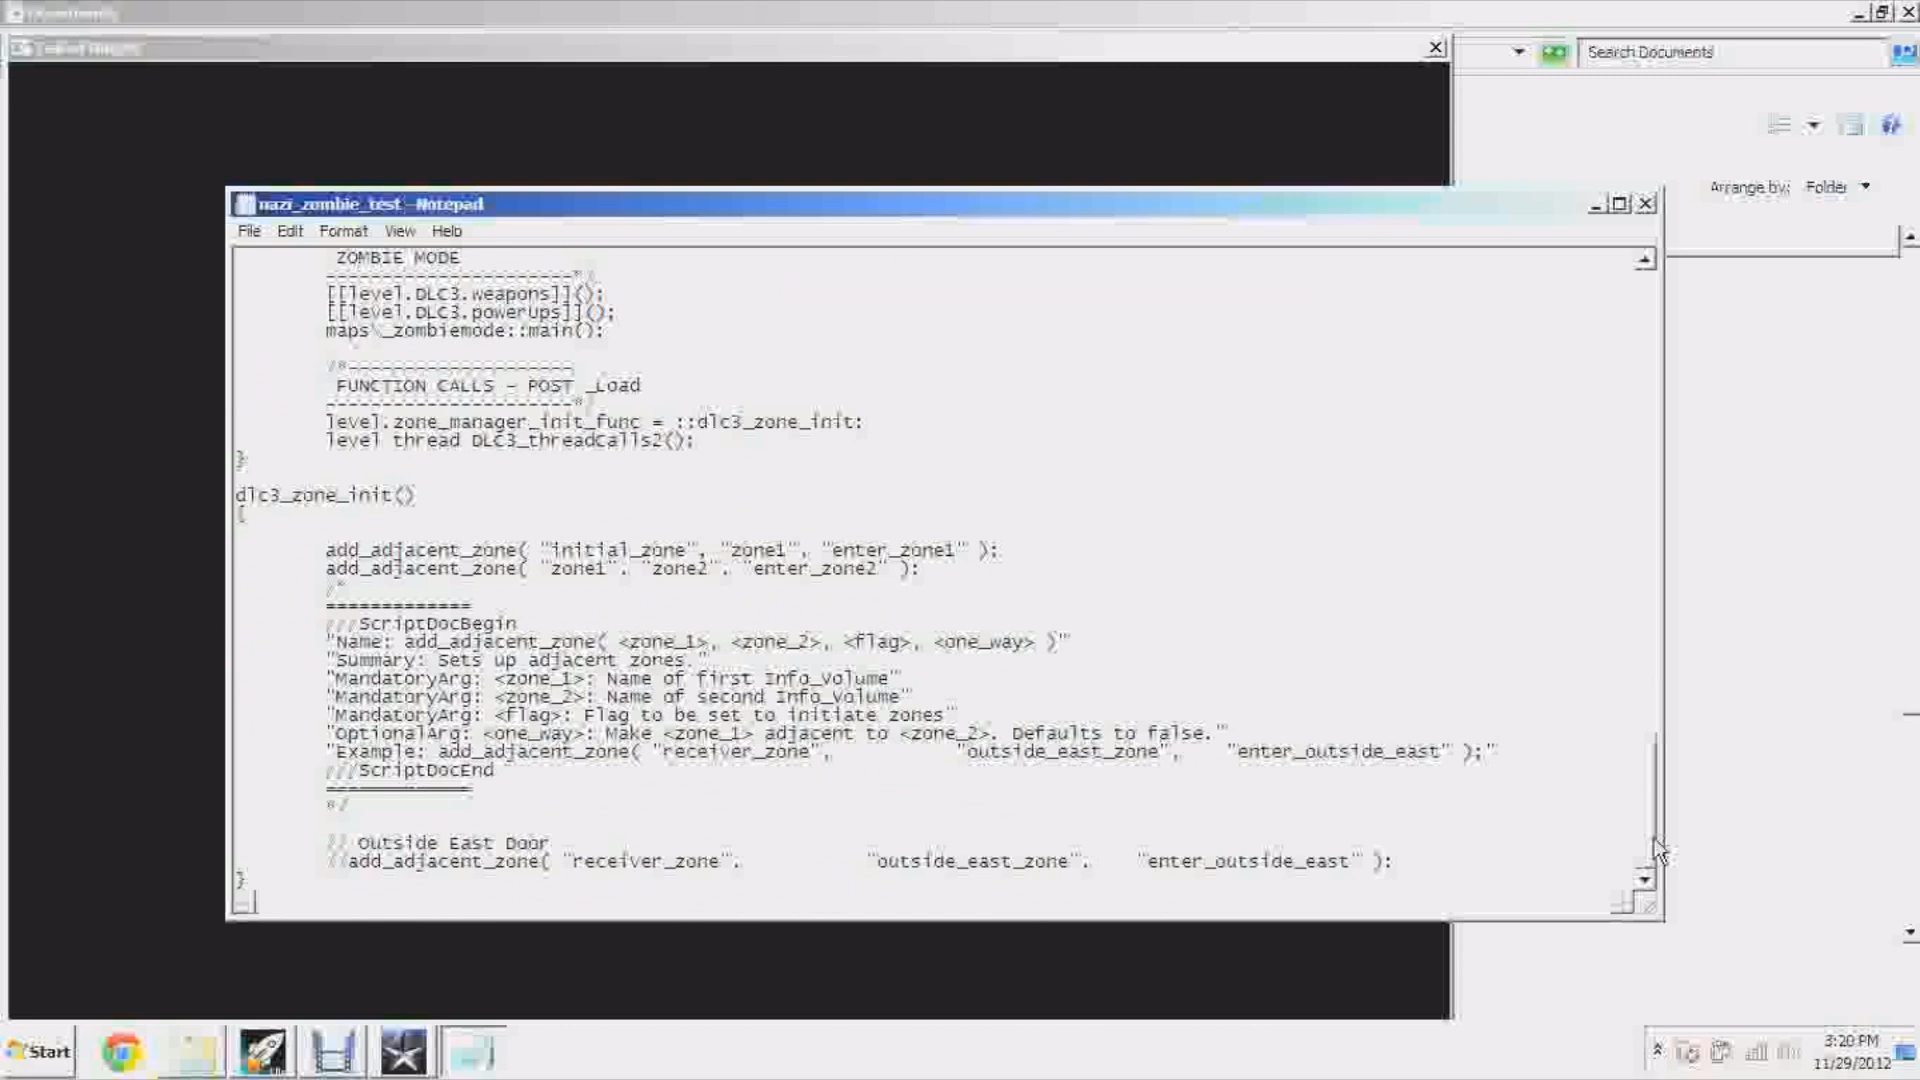 Search Documents
Arrange by: Folder
nazi_zombie_test - Notepad
File Edit Format View Help
ZOMBIE MODE
-----------------------*/
[[level.DLC3.weapons]]();
[[level.DLC3.powerUps]]();
maps\_zombiemode::main();
/*---------------------
FUNCTION CALLS - POST _Load
-----------------------*/
level.zone_manager_init_func = ::dlc3_zone_init;
level thread DLC3_threadCalls2();
}
dlc3_zone_init()
{
add_adjacent_zone( "initial_zone", "zone1", "enter_zone1" );
add_adjacent_zone( "zone1", "zone2", "enter_zone2" );
/*
=============
///ScriptDocBegin
"Name: add_adjacent_zone( <zone_1>, <zone_2>, <flag>, <one_way> )"
"Summary: Sets up adjacent zones."
"MandatoryArg: <zone_1>: Name of first Info_Volume"
"MandatoryArg: <zone_2>: Name of second Info_Volume"
"MandatoryArg: <flag>: Flag to be set to initiate zones"
"OptionalArg: <one_way>: Make <zone_1> adjacent to <zone_2>. Defaults to false."
"Example: add_adjacent_zone( "receiver_zone", "outside_east_zone", "enter_outside_east" );"
///ScriptDocEnd
=============
*/
// Outside East Door
//add_adjacent_zone( "receiver_zone", "outside_east_zone", "enter_outside_east" );
}
Start
3:20 PM
11/29/2012